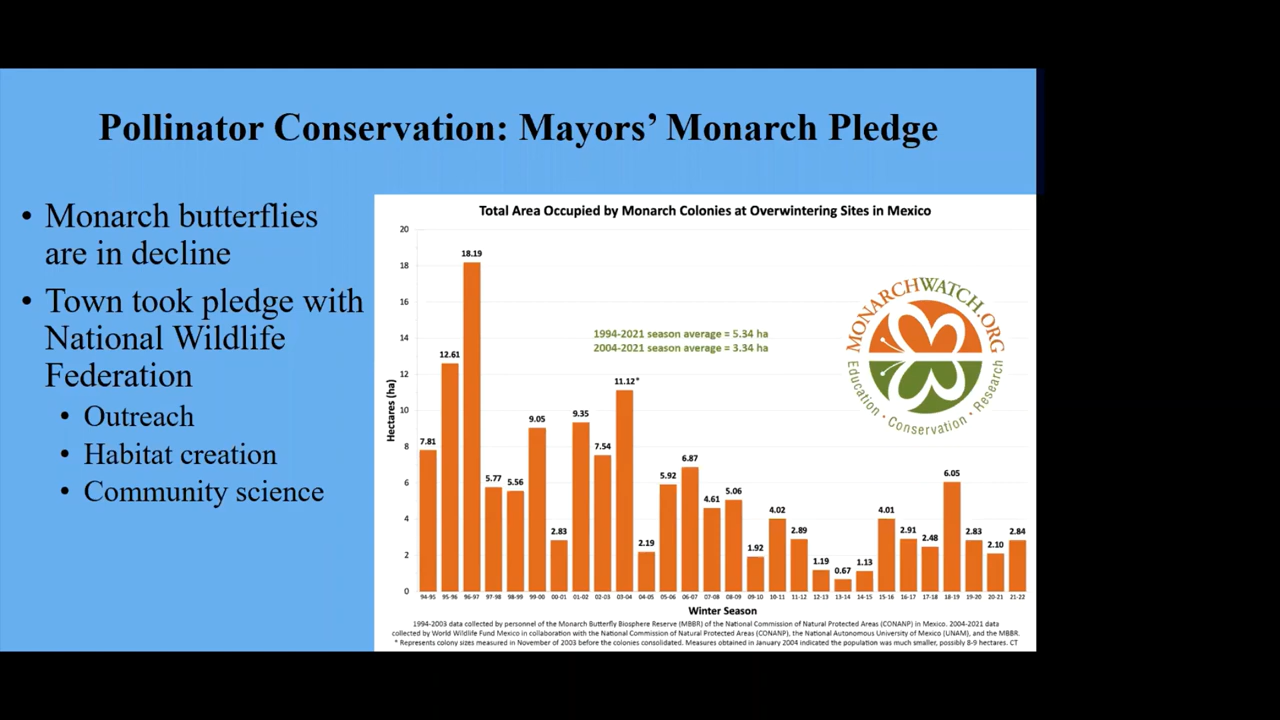 Pollinator Conservation: Mayors’ Monarch Pledge
• Monarch butterflies
are in decline
• Town took pledge with
National Wildlife
Federation
• Outreach
• Habitat creation
• Community science
Total Area Occupied by Monarch Colonies at Overwintering Sites in Mexico
Hectares (ha)
20
18
16
14
12
10
8
6
4
2
0
7.81
12.61
18.19
5.77
5.56
9.05
2.83
9.35
7.54
11.12*
2.19
5.92
6.87
4.61
5.06
1.92
4.02
2.89
1.19
0.67
1.13
4.01
2.91
2.48
6.05
2.83
2.10
2.84
1994-2021 season average = 5.34 ha
2004-2021 season average = 3.34 ha
MONARCHWATCH.ORG
Education • Conservation • Research
94-95 95-96 96-97 97-98 98-99 99-00 00-01 01-02 02-03 03-04 04-05 05-06 06-07 07-08 08-09 09-10 10-11 11-12 12-13 13-14 14-15 15-16 16-17 17-18 18-19 19-20 20-21 21-22
Winter Season
1994-2003 data collected by personnel of the Monarch Butterfly Biosphere Reserve (MBBR) of the National Commission of Natural Protected Areas (CONANP) in Mexico. 2004-2021 data
collected by World Wildlife Fund Mexico in collaboration with the National Commission of Natural Protected Areas (CONANP), the National Autonomous University of Mexico (UNAM), and the MBBR.
* Represents colony sizes measured in November of 2003 before the colonies consolidated. Measures obtained in January 2004 indicated the population was much smaller, possibly 8-9 hectares. CT